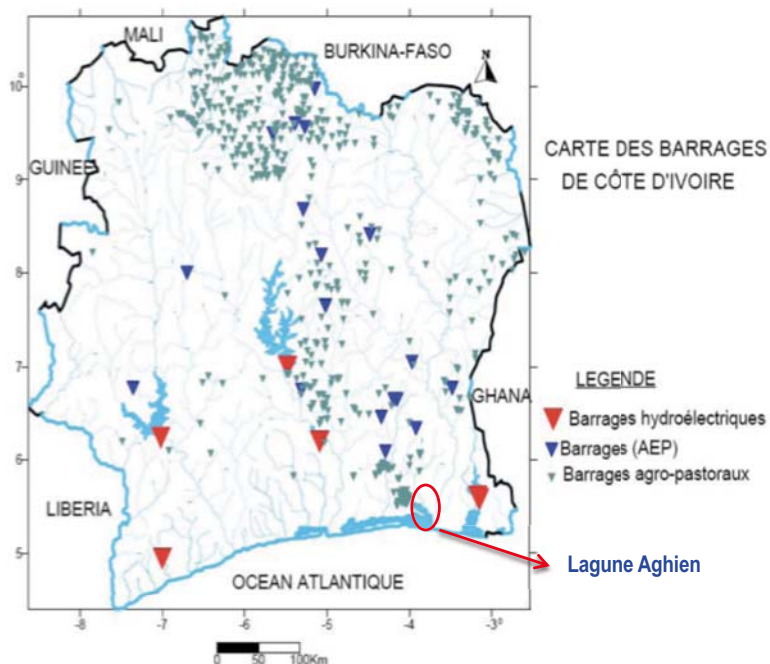 MALI
BURKINA-FASO
N
10°
9
8
7
6
5
GUINEE
GHANA
LIBERIA
OCEAN ATLANTIQUE
-8
-7
-6
-5
-4
-3°
0 50 100Km
CARTE DES BARRAGES
DE CÔTE D'IVOIRE
LEGENDE
Barrages hydroélectriques
Barrages (AEP)
Barrages agro-pastoraux
Lagune Aghien